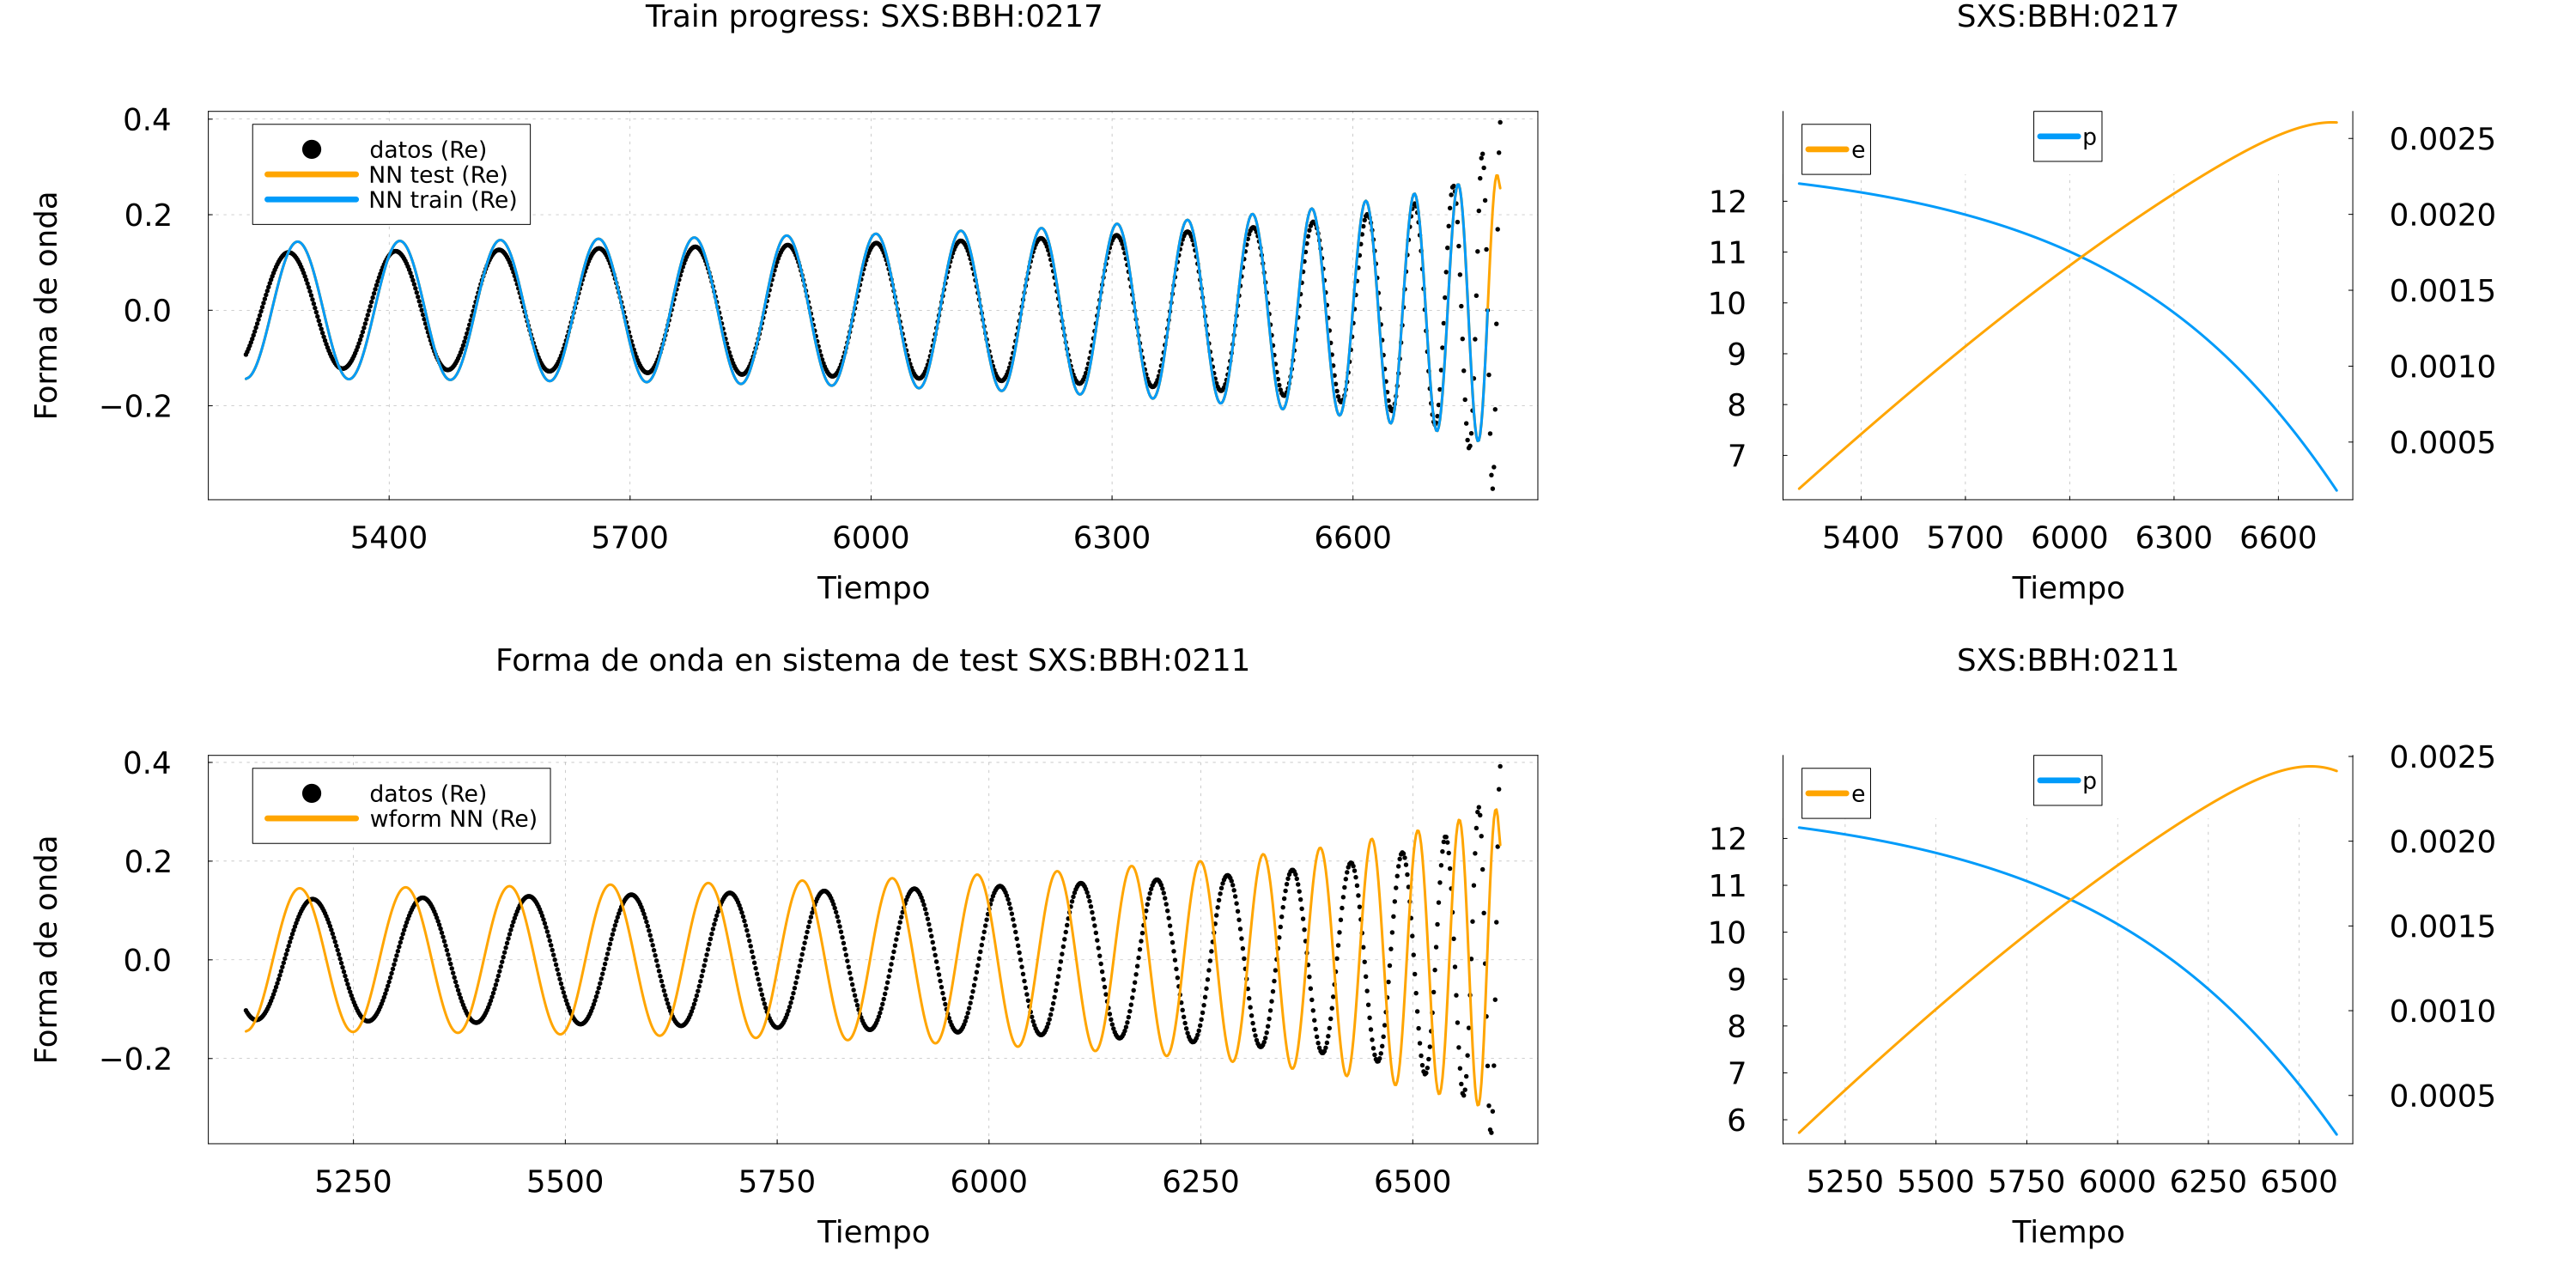 Train progress: SXS:BBH:0217
0.4
0.2
0.0
−0.2
Forma de onda
datos (Re)
NN test (Re)
NN train (Re)
5400 5700 6000 6300 6600
Tiempo
SXS:BBH:0217
12
11
10
9
8
7
e
p
0.0025
0.0020
0.0015
0.0010
0.0005
5400 5700 6000 6300 6600
Tiempo
Forma de onda en sistema de test SXS:BBH:0211
0.4
0.2
0.0
−0.2
Forma de onda
datos (Re)
wform NN (Re)
5250 5500 5750 6000 6250 6500
Tiempo
SXS:BBH:0211
12
11
10
9
8
7
6
e
p
0.0025
0.0020
0.0015
0.0010
0.0005
5250 5500 5750 6000 6250 6500
Tiempo